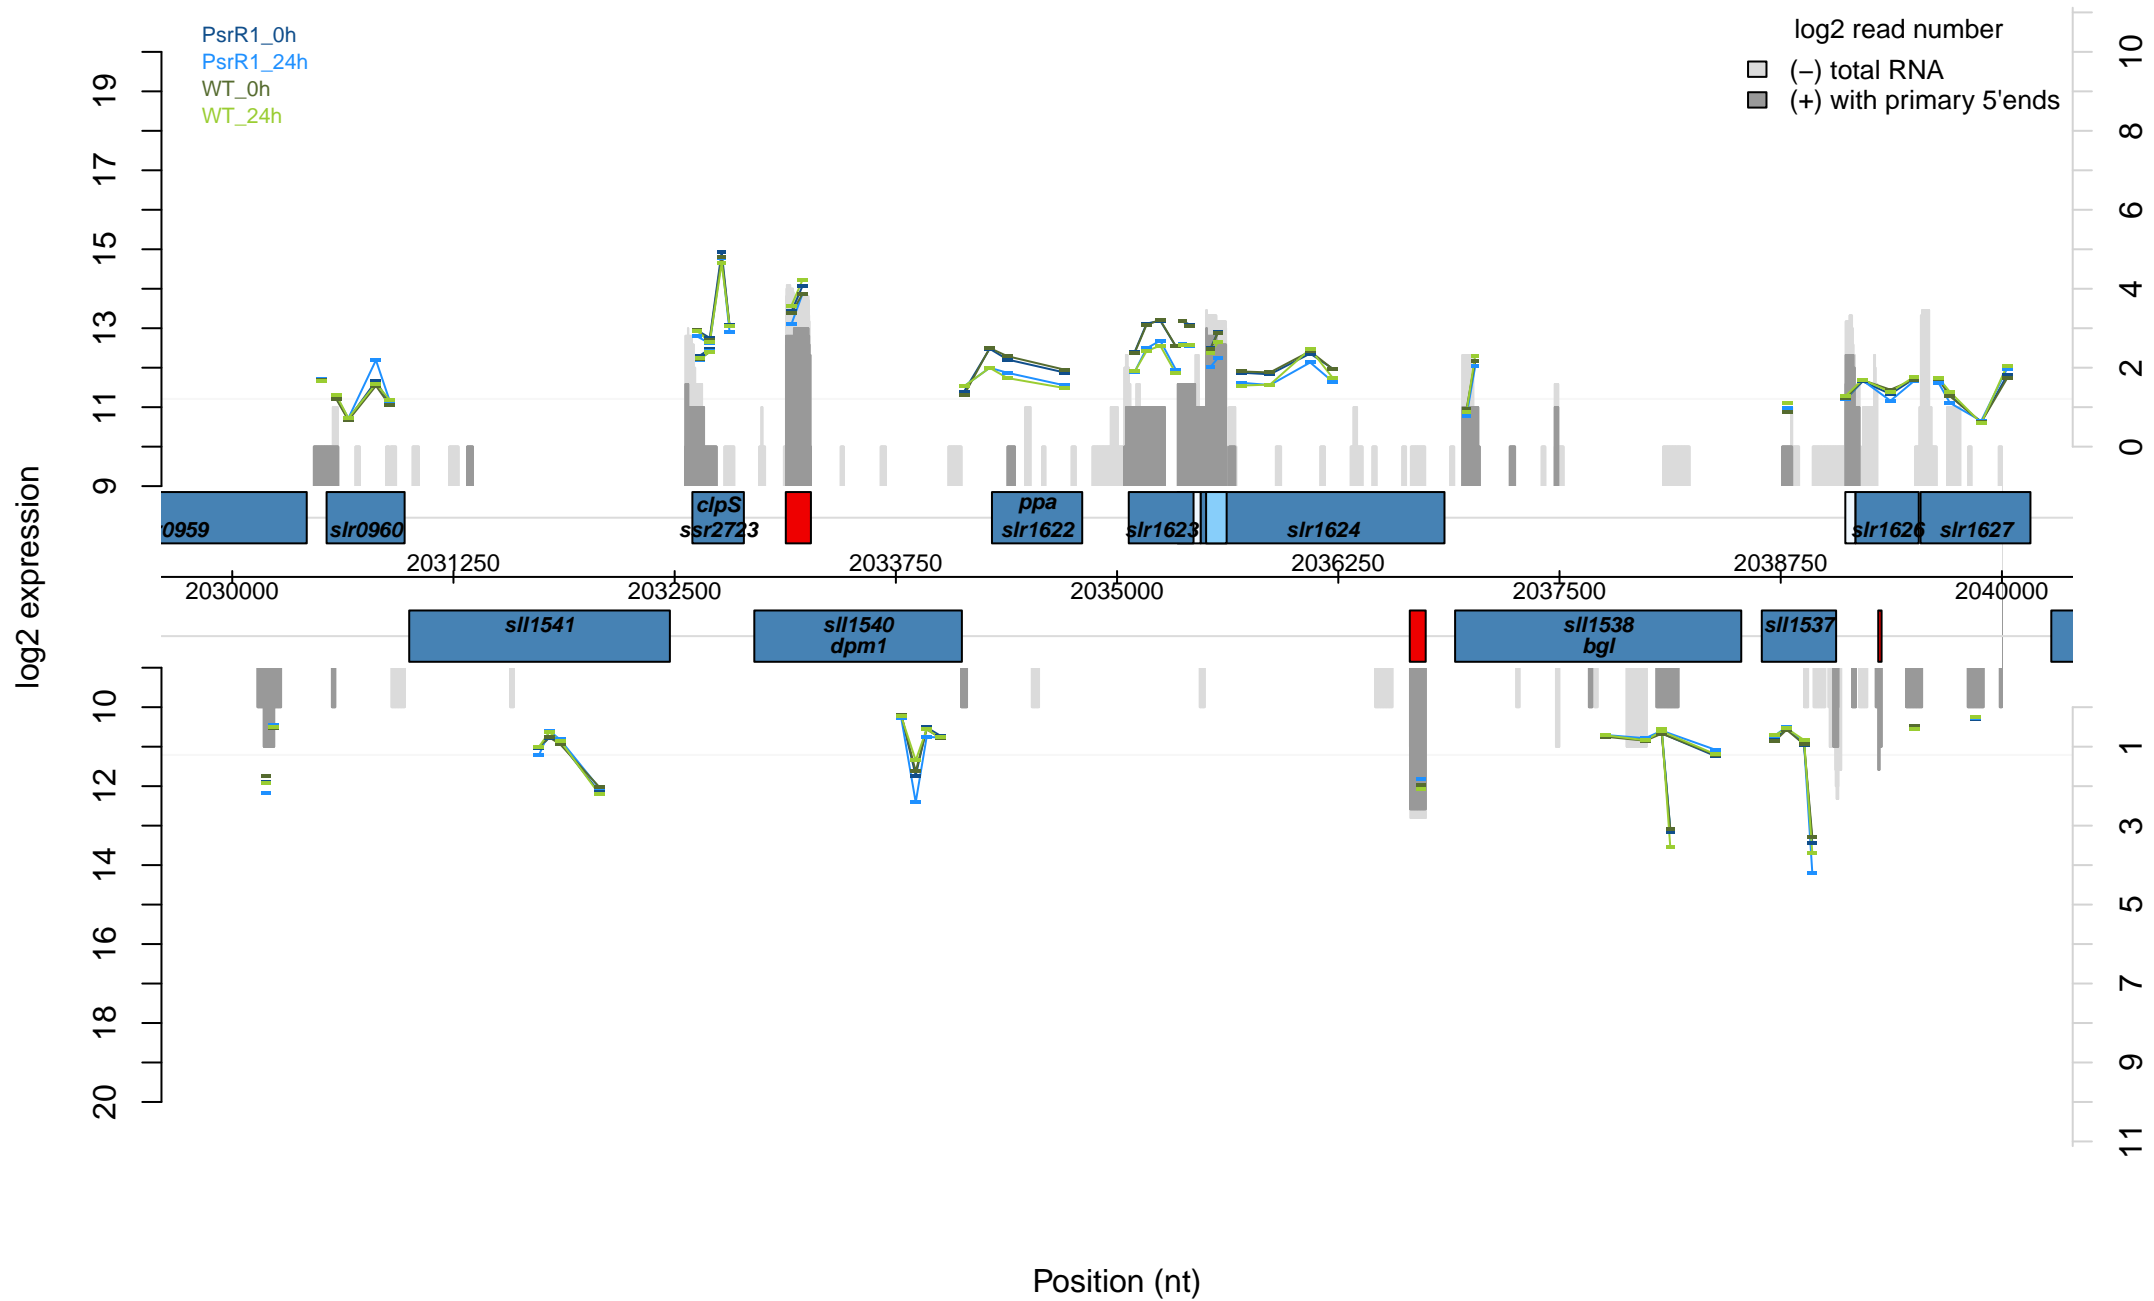 PsrR1_0h
PsrR1_24h
WT_0h
WT_24h
log2 read number
(−) total RNA
(+) with primary 5'ends
19
17
15
13
11
9
10
8
6
4
2
0
log2 expression
:0959
slr0960
clpS
ssr2723
ppa
slr1622
slr1623
slr1624
slr1626
slr1627
2031250
2033750
2036250
2038750
2030000
2032500
2035000
2037500
2040000
sll1541
sll1540
dpm1
sll1538
bgl
sll1537
10
12
14
16
18
20
1
3
5
7
9
11
Position (nt)